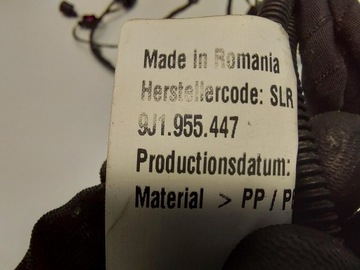 Made In Romania
Herstellercode: SLR
9J1.955.447
Productionsdatum:
Material > PP /